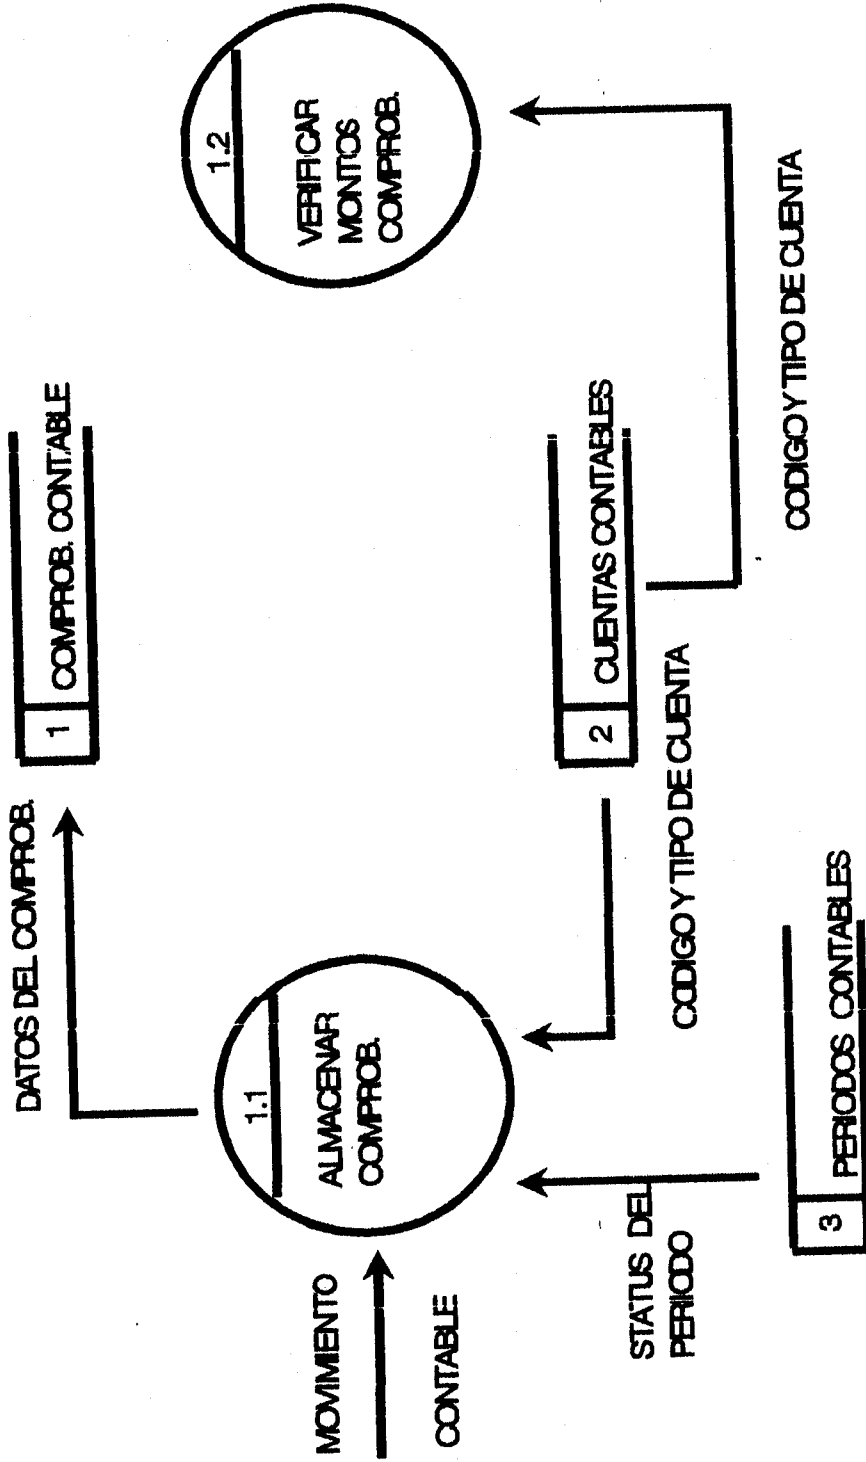 DATOS DEL COMPROB.
1 COMPROB. CONTABLE
MOVIMIENTO
CONTABLE
1.1
ALMACENAR
COMPROB.
1.2
VERIFICAR
MONTOS
COMPROB.
STATUS DEL
PERIODO
2 CUENTAS CONTABLES
CODIGO Y TIPO DE CUENTA
CODIGO Y TIPO DE CUENTA
3 PERIODOS CONTABLES